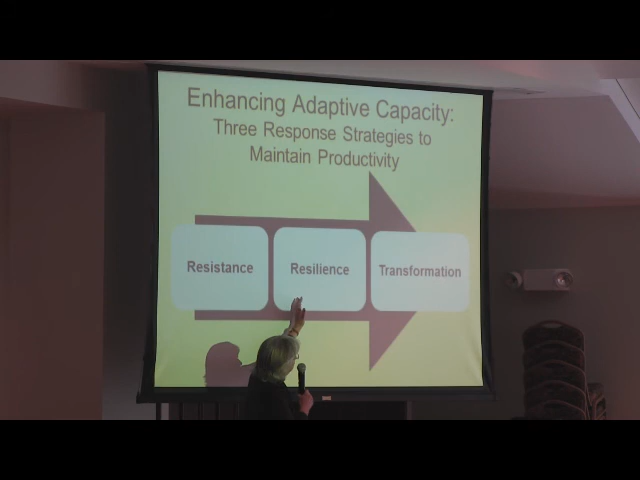 Enhancing Adaptive Capacity:
Three Response Strategies to
Maintain Productivity
Resistance
Resilience
Transformation